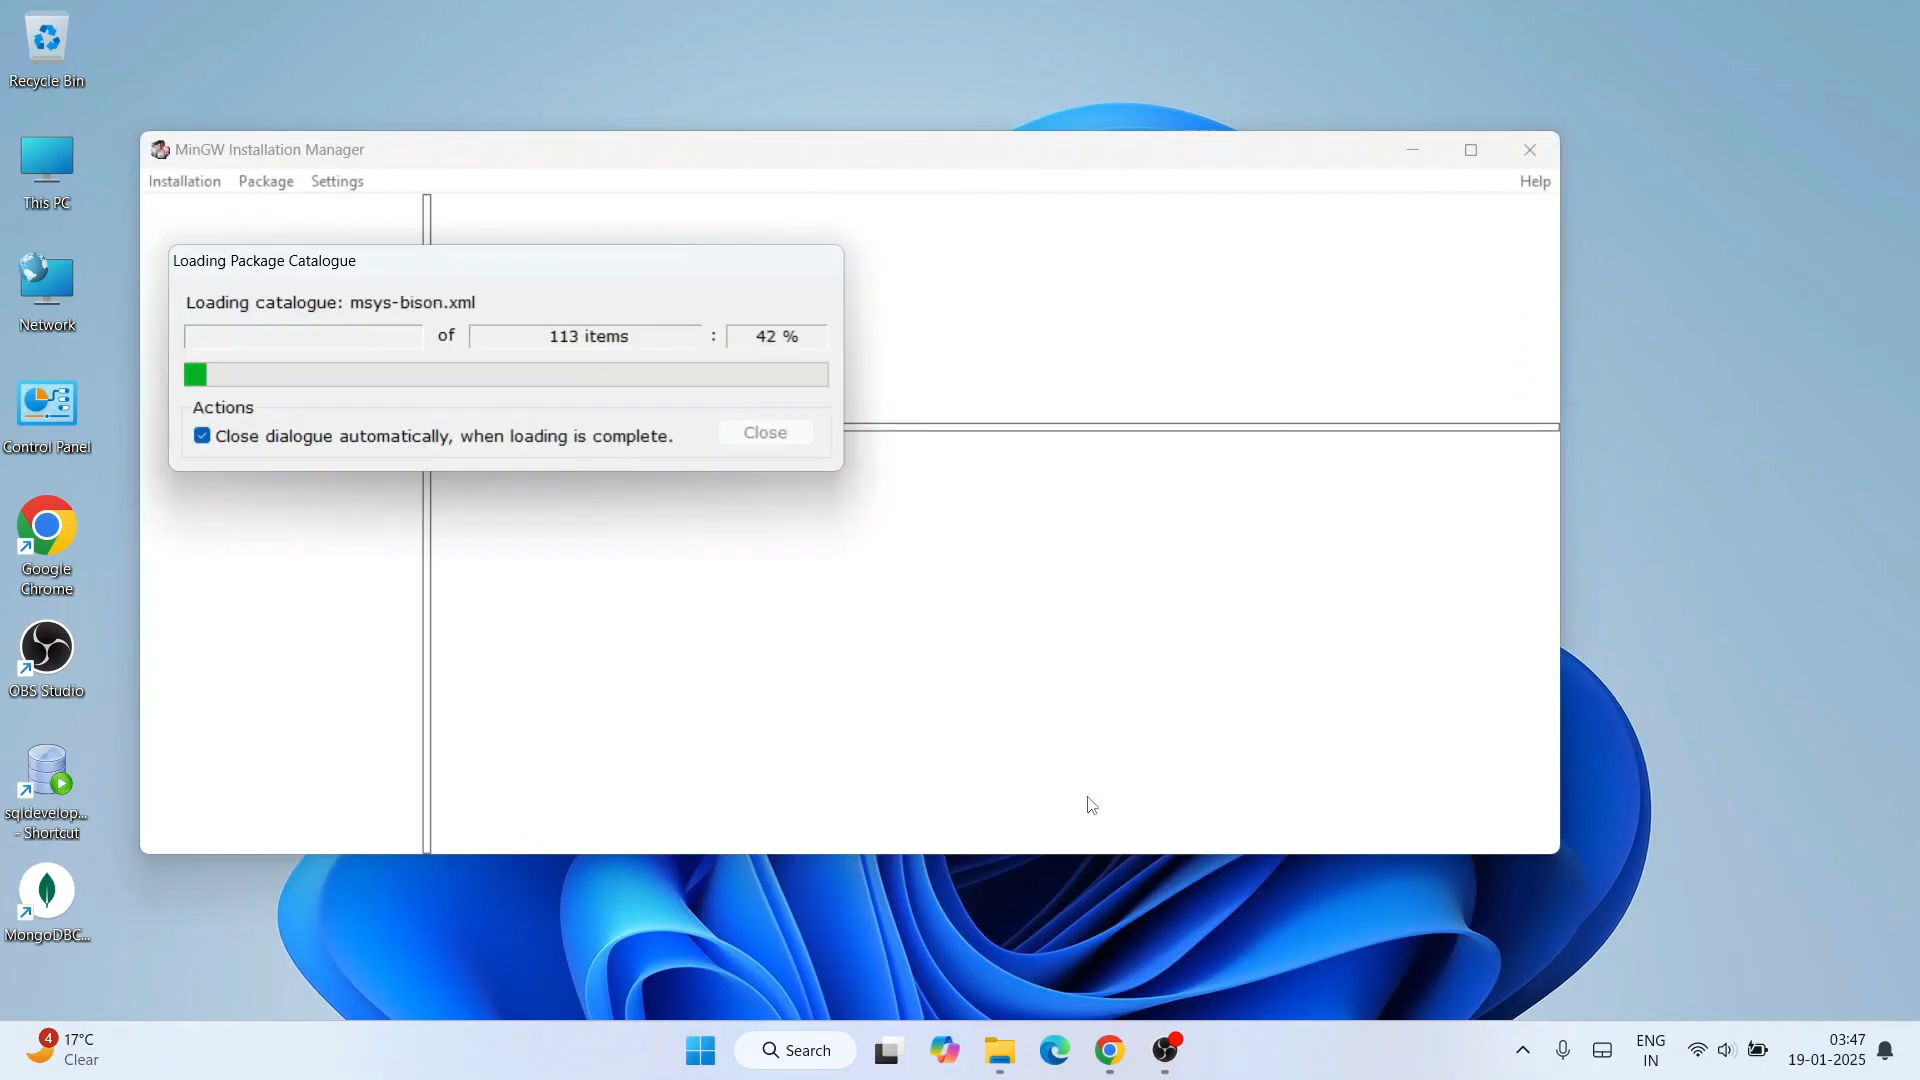 Recycle Bin
This PC
Network
Control Panel
Google
Chrome
OBS Studio
sqldevelop...
- Shortcut
MongoDBC...
MinGW Installation Manager
Installation Package Settings Help
Loading Package Catalogue
Loading catalogue: msys-bison.xml
of 113 items : 42 %
Actions
Close dialogue automatically, when loading is complete. Close
4
17°C
Clear
Search
ENG
IN
03:47
19-01-2025